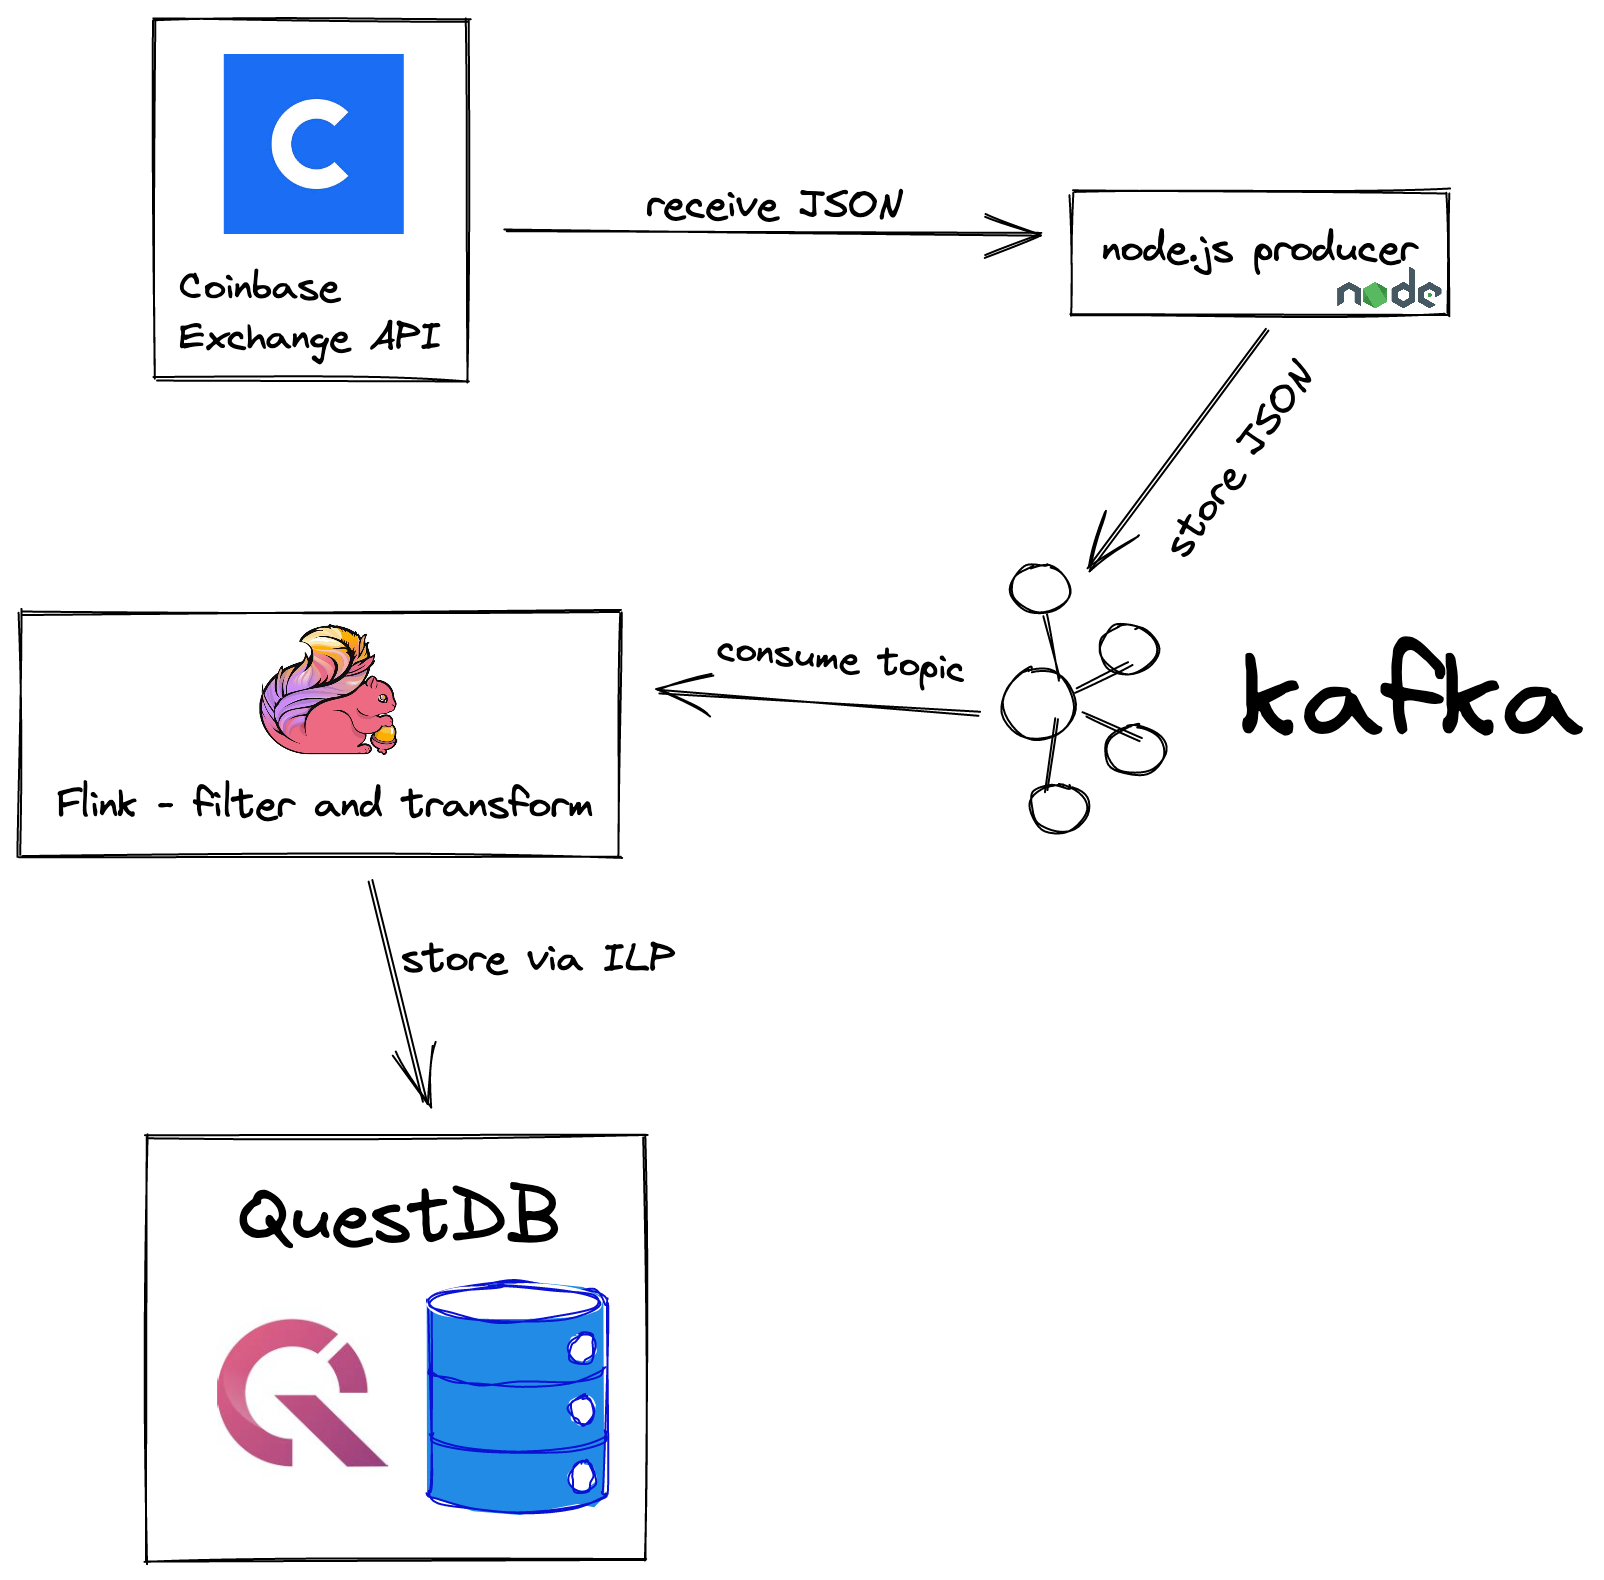 Coinbase
Exchange API
receive JSON
node.js producer
node
store JSON
kafka
consume topic
Flink - filter and transform
store via ILP
QuestDB